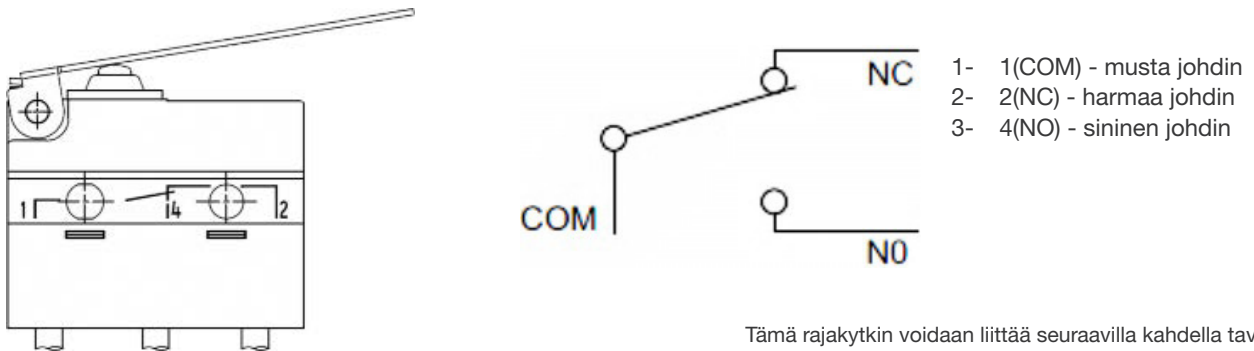 1
4
2
NC
COM
N0
1- 1(COM) - musta johdin
2- 2(NC) - harmaa johdin
3- 4(NO) - sininen johdin
Tämä rajakytkin voidaan liittää seuraavilla kahdella tav